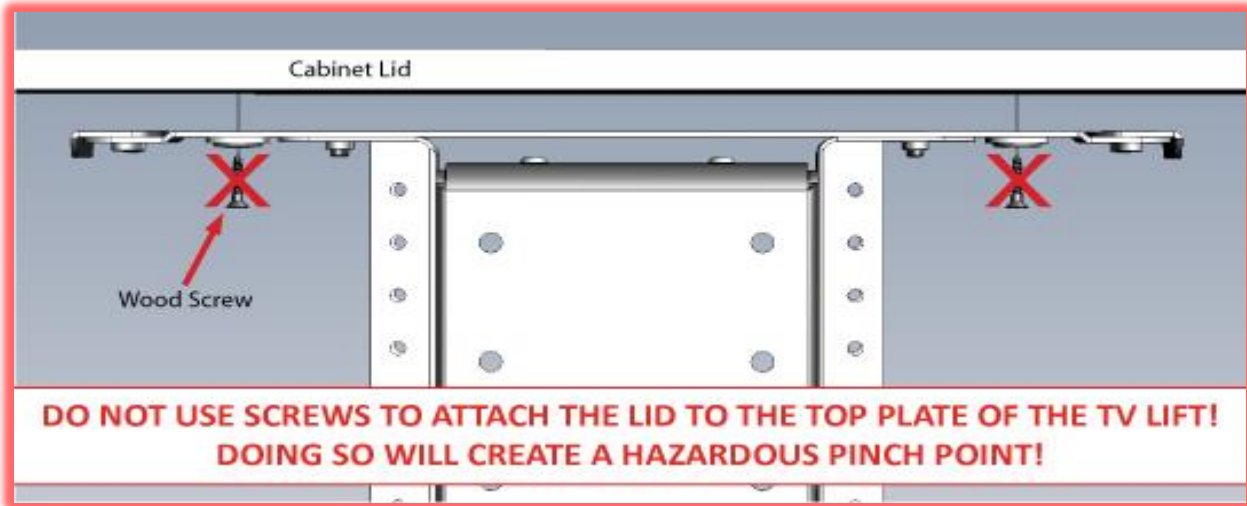 Cabinet Lid
Wood Screw
DO NOT USE SCREWS TO ATTACH THE LID TO THE TOP PLATE OF THE TV LIFT!
DOING SO WILL CREATE A HAZARDOUS PINCH POINT!